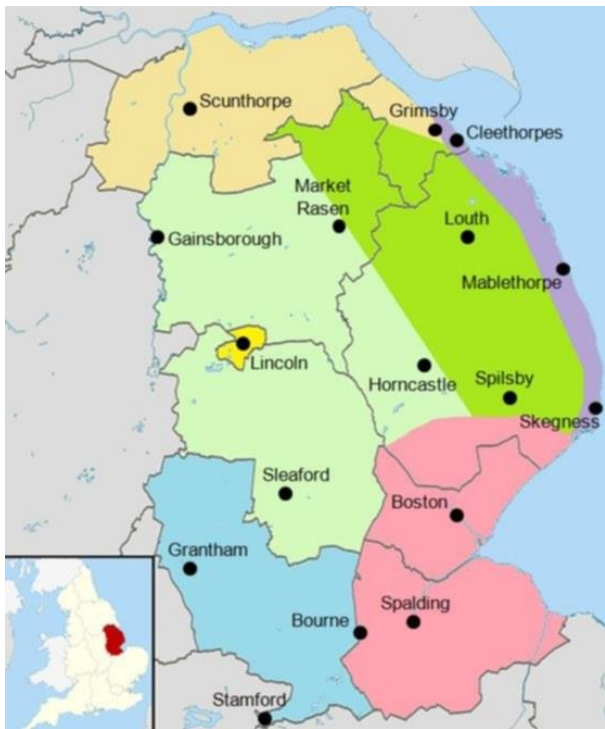 Scunthorpe
Grimsby
Cleethorpes
Market
Rasen
Gainsborough
Louth
Mablethorpe
Lincoln
Horncastle
Spilsby
Skegness
Sleaford
Boston
Grantham
Bourne
Spalding
Stamford